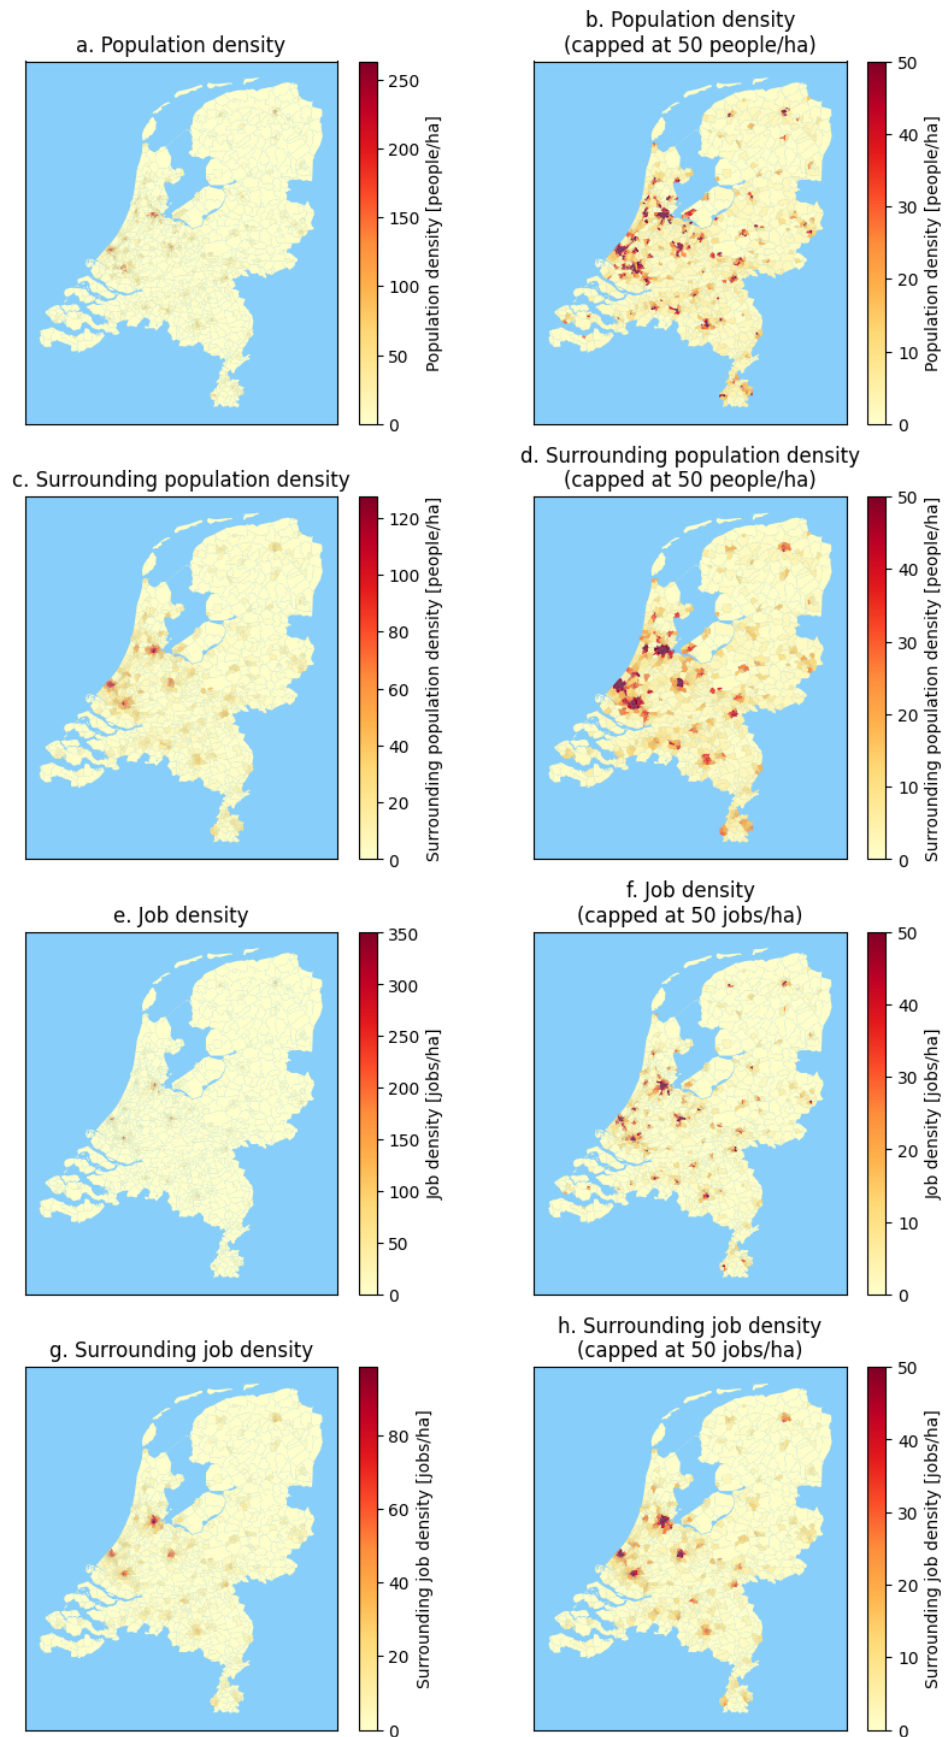 a. Population density
250
200
150
100
50
0
Population density [people/ha]
b. Population density
(capped at 50 people/ha)
50
40
30
20
10
0
Population density [people/ha]
c. Surrounding population density
120
100
80
60
40
20
0
Surrounding population density [people/ha]
d. Surrounding population density
(capped at 50 people/ha)
50
40
30
20
10
0
Surrounding population density [people/ha]
e. Job density
350
300
250
200
150
100
50
0
Job density [jobs/ha]
f. Job density
(capped at 50 jobs/ha)
50
40
30
20
10
0
Job density [jobs/ha]
g. Surrounding job density
80
60
40
20
0
Surrounding job density [jobs/ha]
h. Surrounding job density
(capped at 50 jobs/ha)
50
40
30
20
10
0
Surrounding job density [jobs/ha]